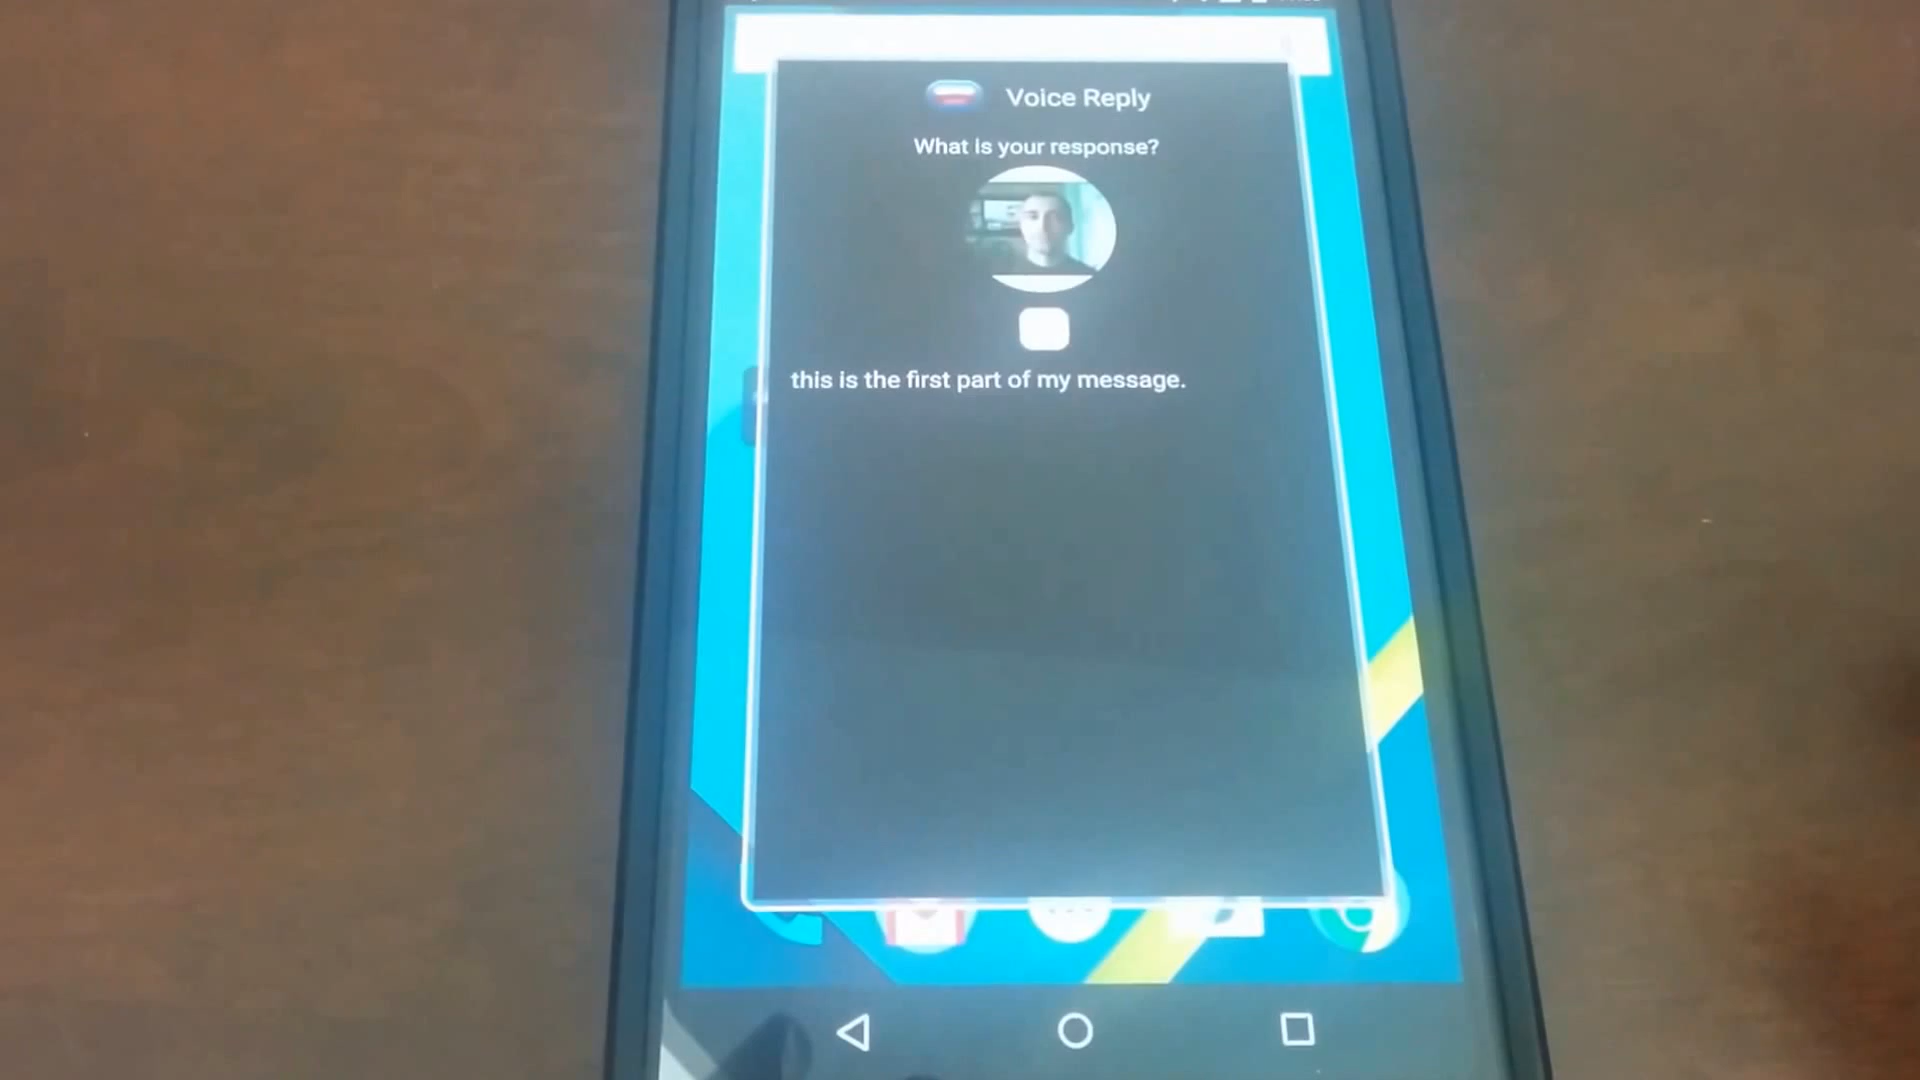 Voice Reply
What is your response?
this is the first part of my message.